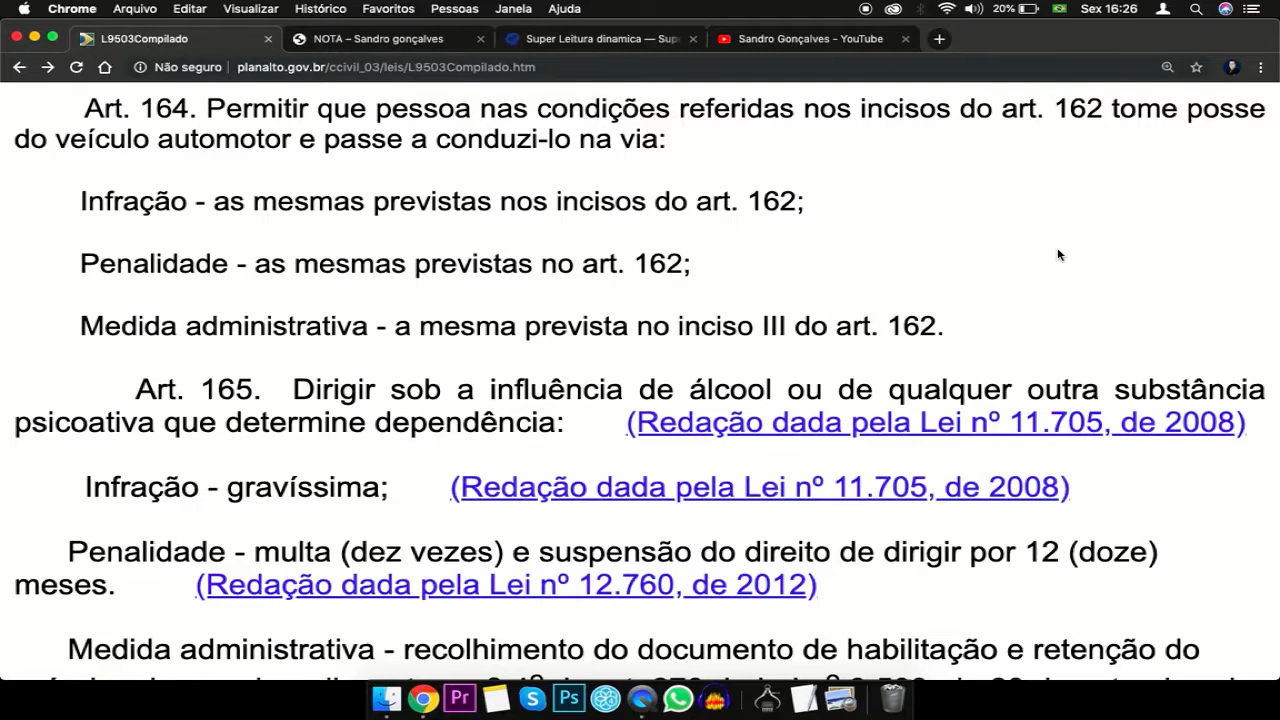 Chrome Arquivo Editar Visualizar Histórico Favoritos Pessoas Janela Ajuda 20% Sex 16:26
L9503Compilado NOTA – Sandro gonçalves Super Leitura dinamica — Sup Sandro Gonçalves - YouTube
Não seguro planalto.gov.br/ccivil_03/leis/L9503Compilado.htm
Art. 164. Permitir que pessoa nas condições referidas nos incisos do art. 162 tome posse
do veículo automotor e passe a conduzi-lo na via:
Infração - as mesmas previstas nos incisos do art. 162;
Penalidade - as mesmas previstas no art. 162;
Medida administrativa - a mesma prevista no inciso III do art. 162.
Art. 165. Dirigir sob a influência de álcool ou de qualquer outra substância
psicoativa que determine dependência: (Redação dada pela Lei nº 11.705, de 2008)
Infração - gravíssima; (Redação dada pela Lei nº 11.705, de 2008)
Penalidade - multa (dez vezes) e suspensão do direito de dirigir por 12 (doze)
meses. (Redação dada pela Lei nº 12.760, de 2012)
Medida administrativa - recolhimento do documento de habilitação e retenção do
Pr Ps